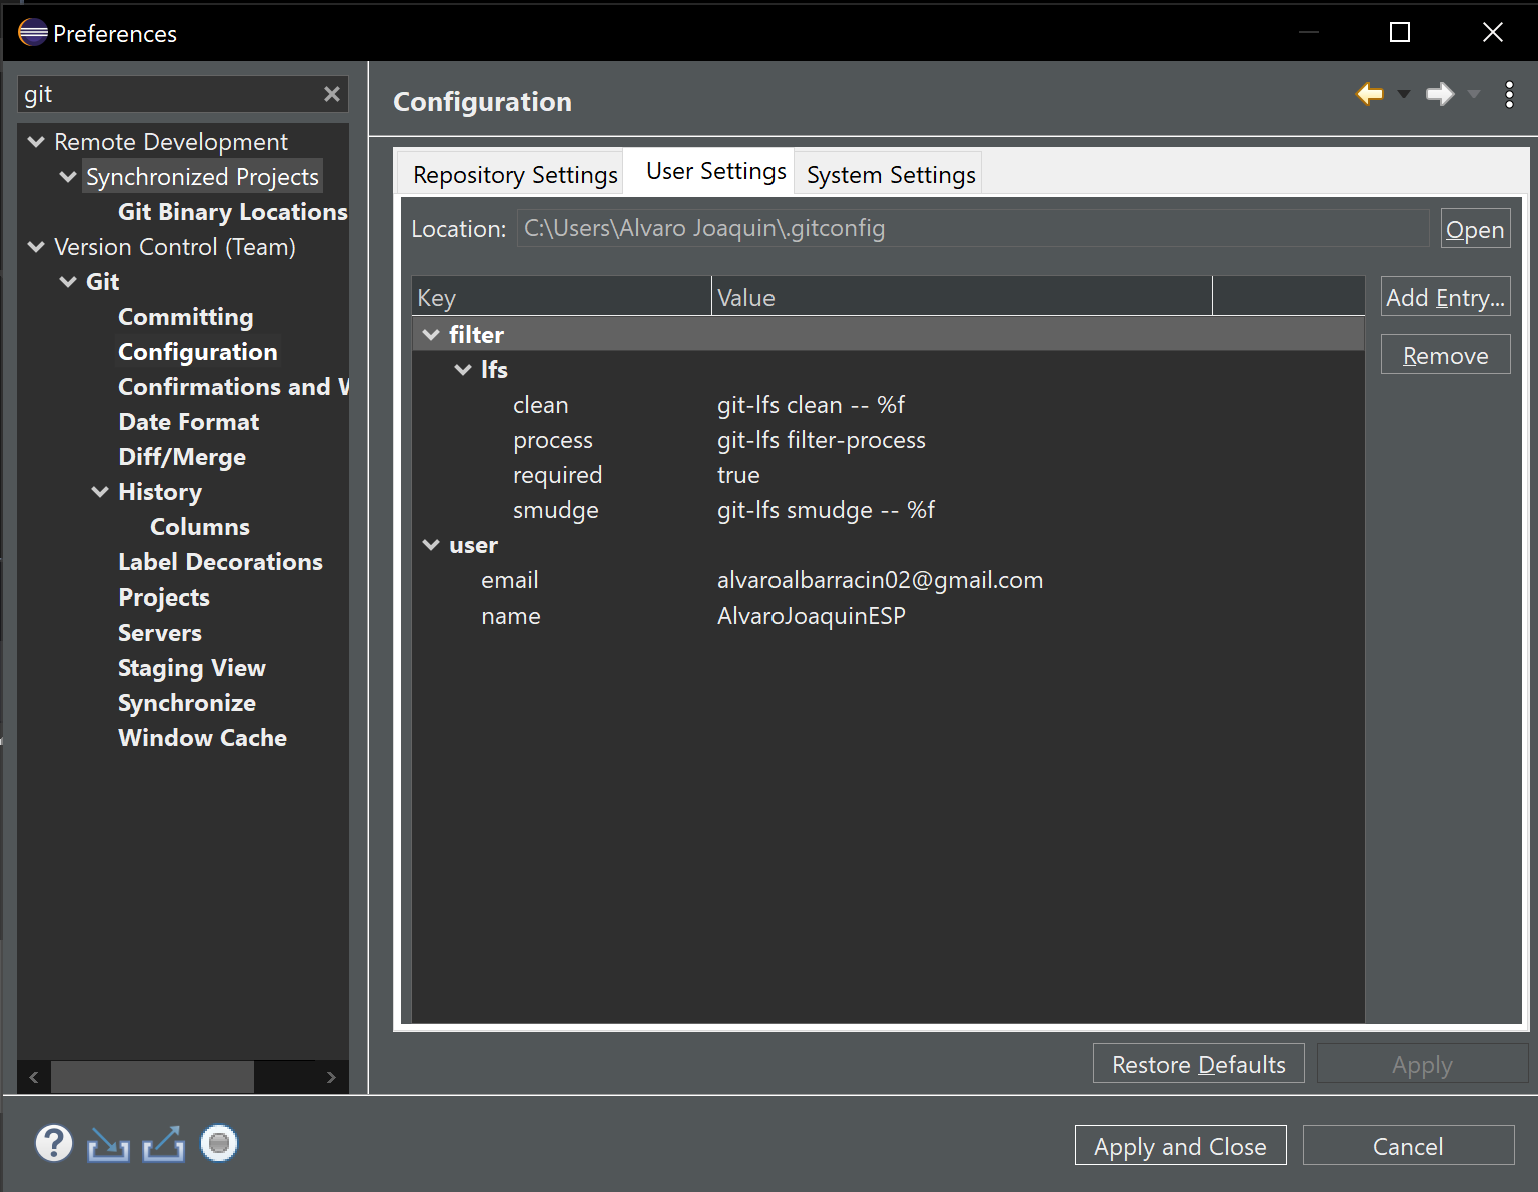 Preferences
git
Remote Development
Synchronized Projects
Git Binary Locations
Version Control (Team)
Git
Committing
Configuration
Confirmations and W
Date Format
Diff/Merge
History
Columns
Label Decorations
Projects
Servers
Staging View
Synchronize
Window Cache
Configuration
Repository Settings User Settings System Settings
Location: C:\Users\Alvaro Joaquin\.gitconfig Open
Key Value Add Entry...
filter
Remove
lfs
clean git-lfs clean -- %f
process git-lfs filter-process
required true
smudge git-lfs smudge -- %f
user
email alvaroalbarracin02@gmail.com
name AlvaroJoaquinESP
Restore Defaults Apply
Apply and Close Cancel